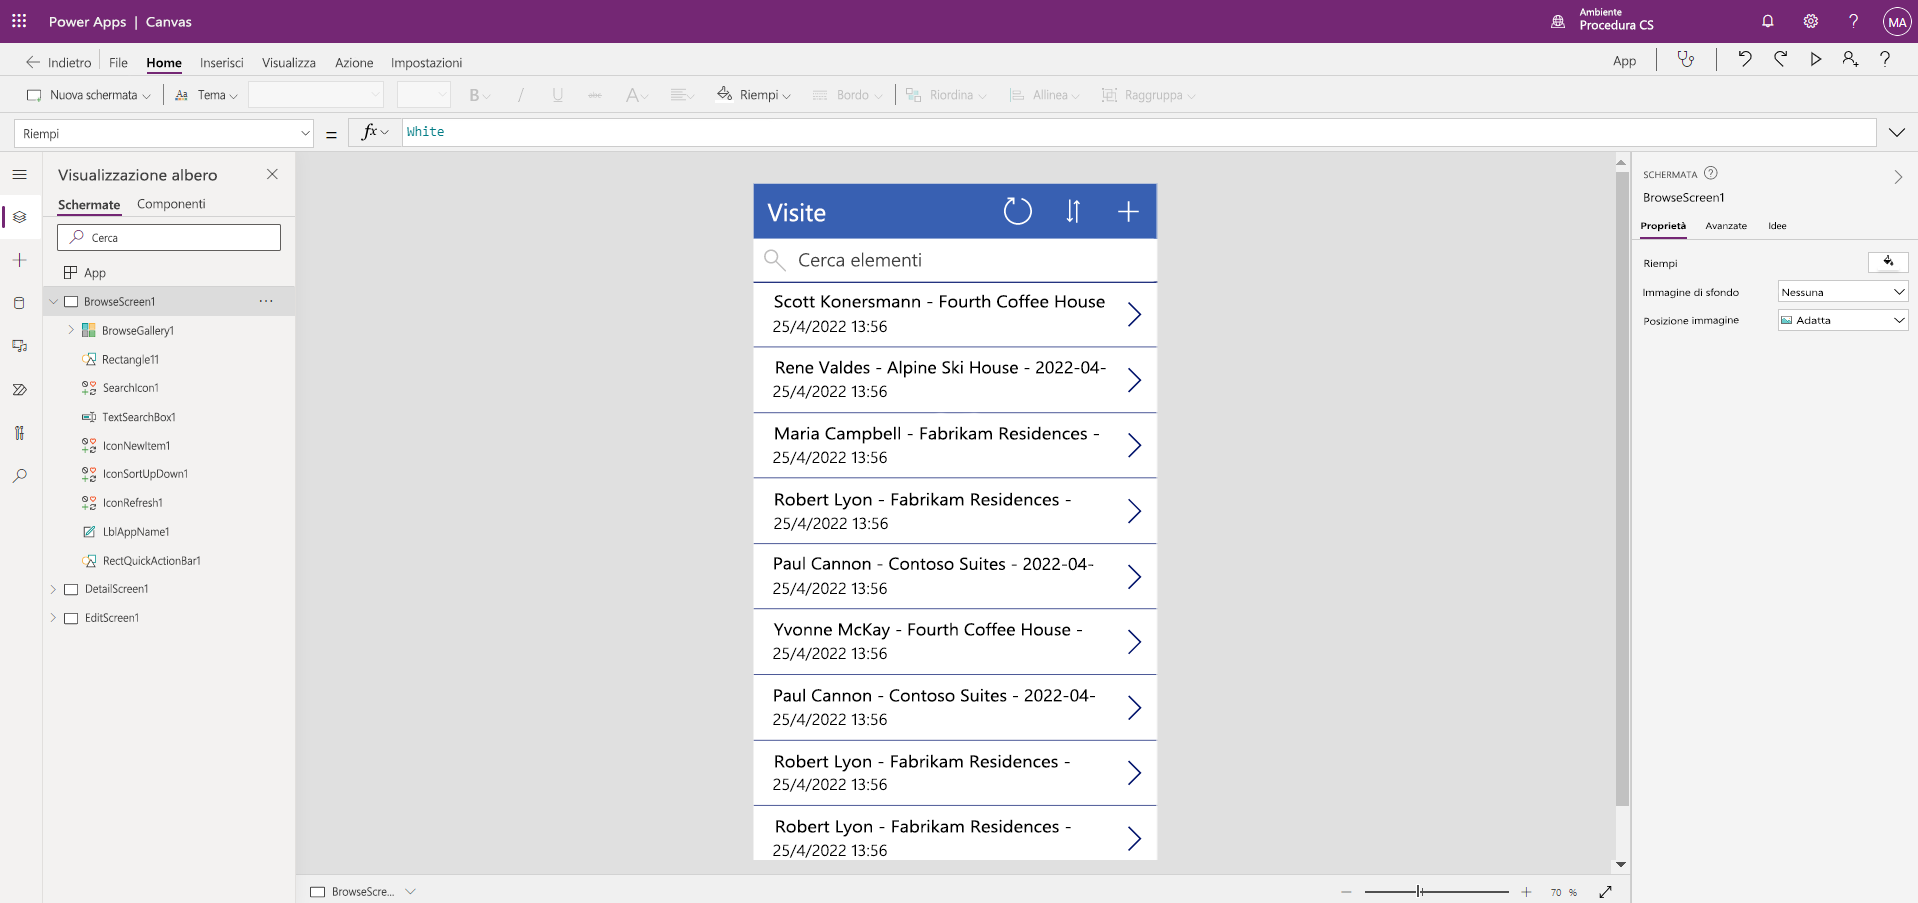 Power Apps | Canvas
Ambiente
Procedura CS
?
MA
Indietro
File
Home
Inserisci
Visualizza
Azione
Impostazioni
App
?
Nuova schermata
Aa
Tema
B
/
U
abc
A
Riempi
Bordo
Riordina
Allinea
Raggruppa
Riempi
=
fx
White
Visualizzazione albero
Schermate
Componenti
Cerca
App
BrowseScreen1
...
BrowseGallery1
Rectangle11
SearchIcon1
TextSearchBox1
IconNewItem1
IconSortUpDown1
IconRefresh1
LblAppName1
RectQuickActionBar1
DetailScreen1
EditScreen1
Visite
Cerca elementi
Scott Konersmann - Fourth Coffee House
25/4/2022 13:56
Rene Valdes - Alpine Ski House - 2022-04-
25/4/2022 13:56
Maria Campbell - Fabrikam Residences -
25/4/2022 13:56
Robert Lyon - Fabrikam Residences -
25/4/2022 13:56
Paul Cannon - Contoso Suites - 2022-04-
25/4/2022 13:56
Yvonne McKay - Fourth Coffee House -
25/4/2022 13:56
Paul Cannon - Contoso Suites - 2022-04-
25/4/2022 13:56
Robert Lyon - Fabrikam Residences -
25/4/2022 13:56
Robert Lyon - Fabrikam Residences -
25/4/2022 13:56
BrowseScre...
70 %
SCHERMATA ?
BrowseScreen1
Proprietà
Avanzate
Idee
Riempi
Immagine di sfondo
Nessuna
Posizione immagine
Adatta